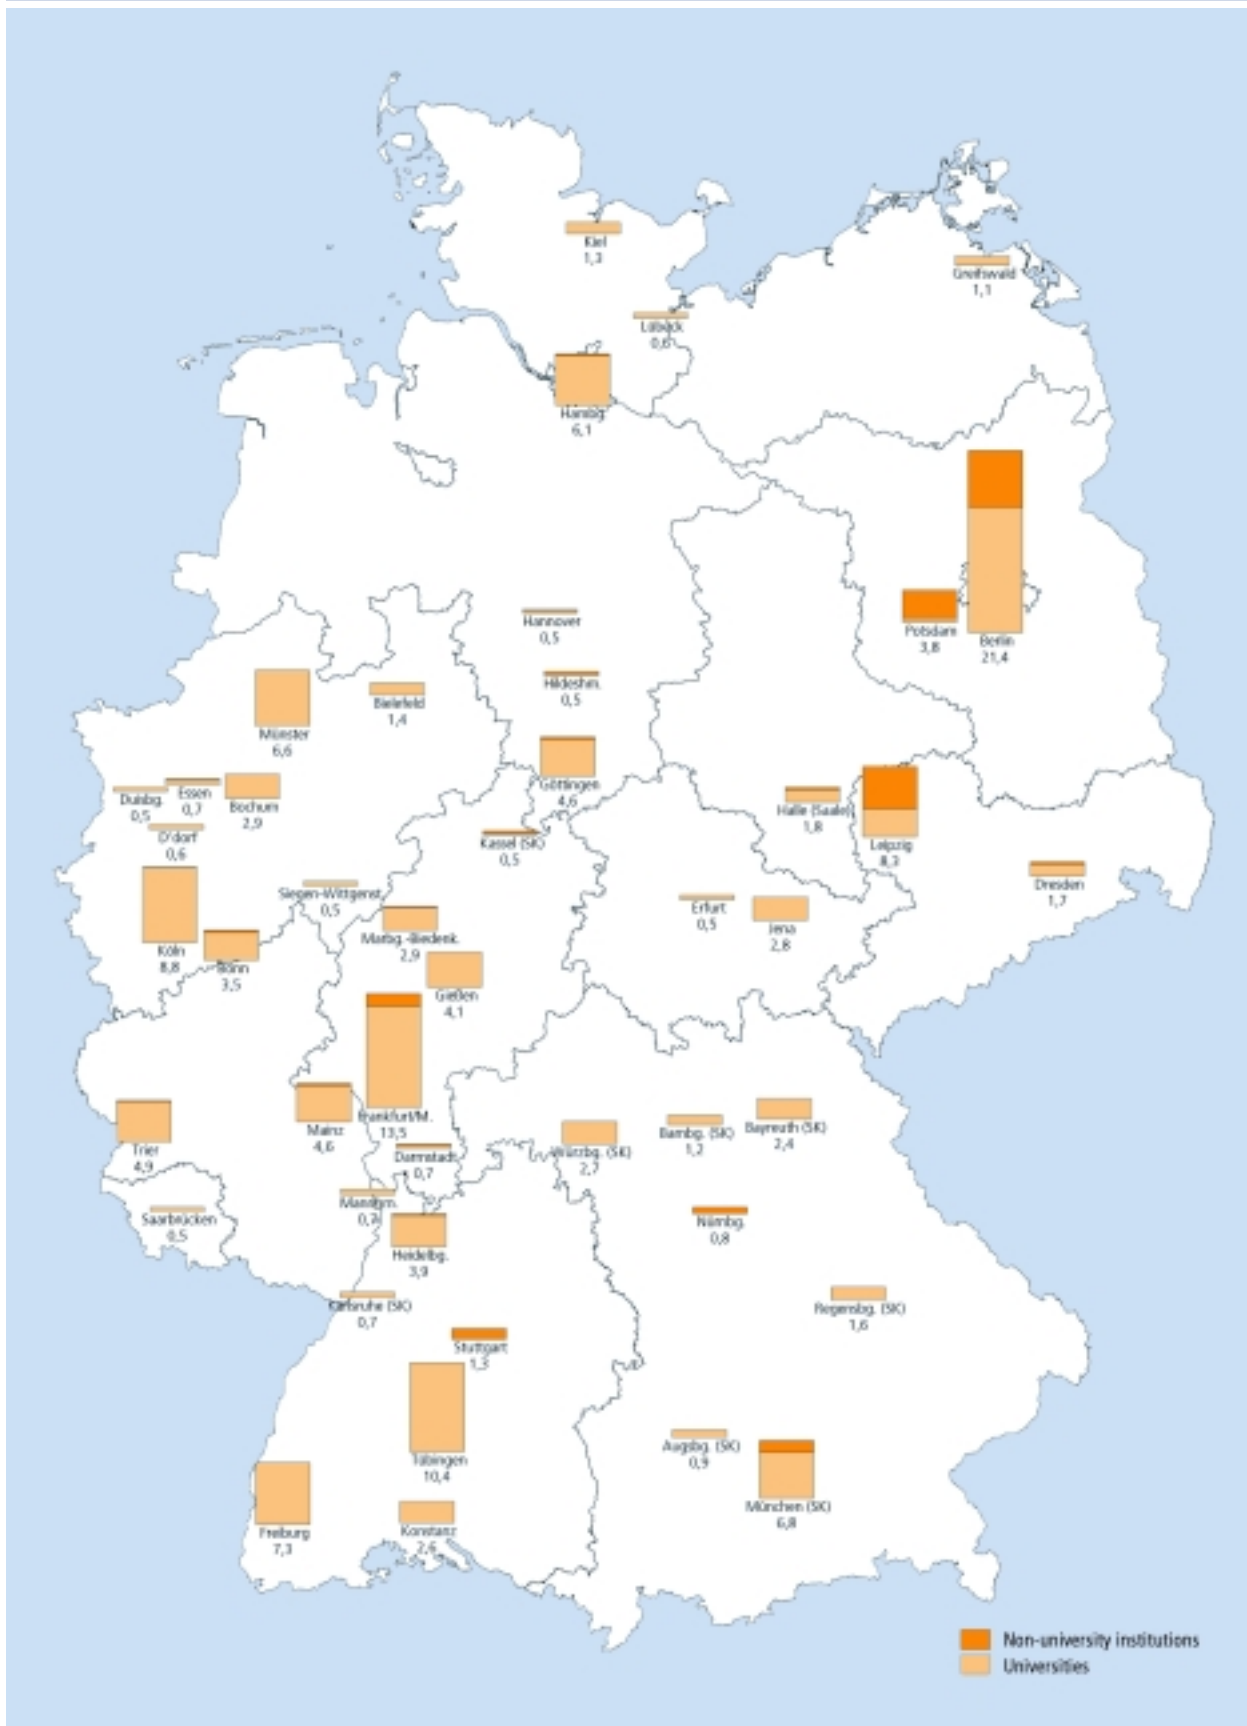 Kiel
1,3
Greifswald
1,1
Lübeck
0,6
Hambg.
6,1
Potsdam
3,8
Berlin
21,4
Hannover
0,5
Hildeshm.
0,5
Göttingen
4,6
Münster
6,6
Bielefeld
1,4
Duisbg.
0,5
Essen
0,7
Bochum
2,9
D'dorf
0,6
Kassel (SK)
0,5
Halle (Saale)
1,8
Leipzig
8,3
Dresden
1,7
Siegen-Wittgenst.
0,5
Erfurt
0,5
Jena
2,8
Köln
8,8
Bonn
3,5
Marbg.-Biedenk.
2,9
Gießen
4,1
Frankfurt/M.
13,5
Mainz
4,6
Trier
4,9
Darmstadt
0,7
Würzbg. (SK)
2,7
Bambg. (SK)
1,2
Bayreuth (SK)
2,4
Mannhm.
0,7
Saarbrücken
0,5
Nürnbg.
0,8
Heidelbg.
3,9
Karlsruhe (SK)
0,7
Regensbg. (SK)
1,6
Stuttgart
1,3
Tübingen
10,4
Augsbg. (SK)
0,9
München (SK)
6,8
Freiburg
7,3
Konstanz
2,6
Non-university institutions
Universities